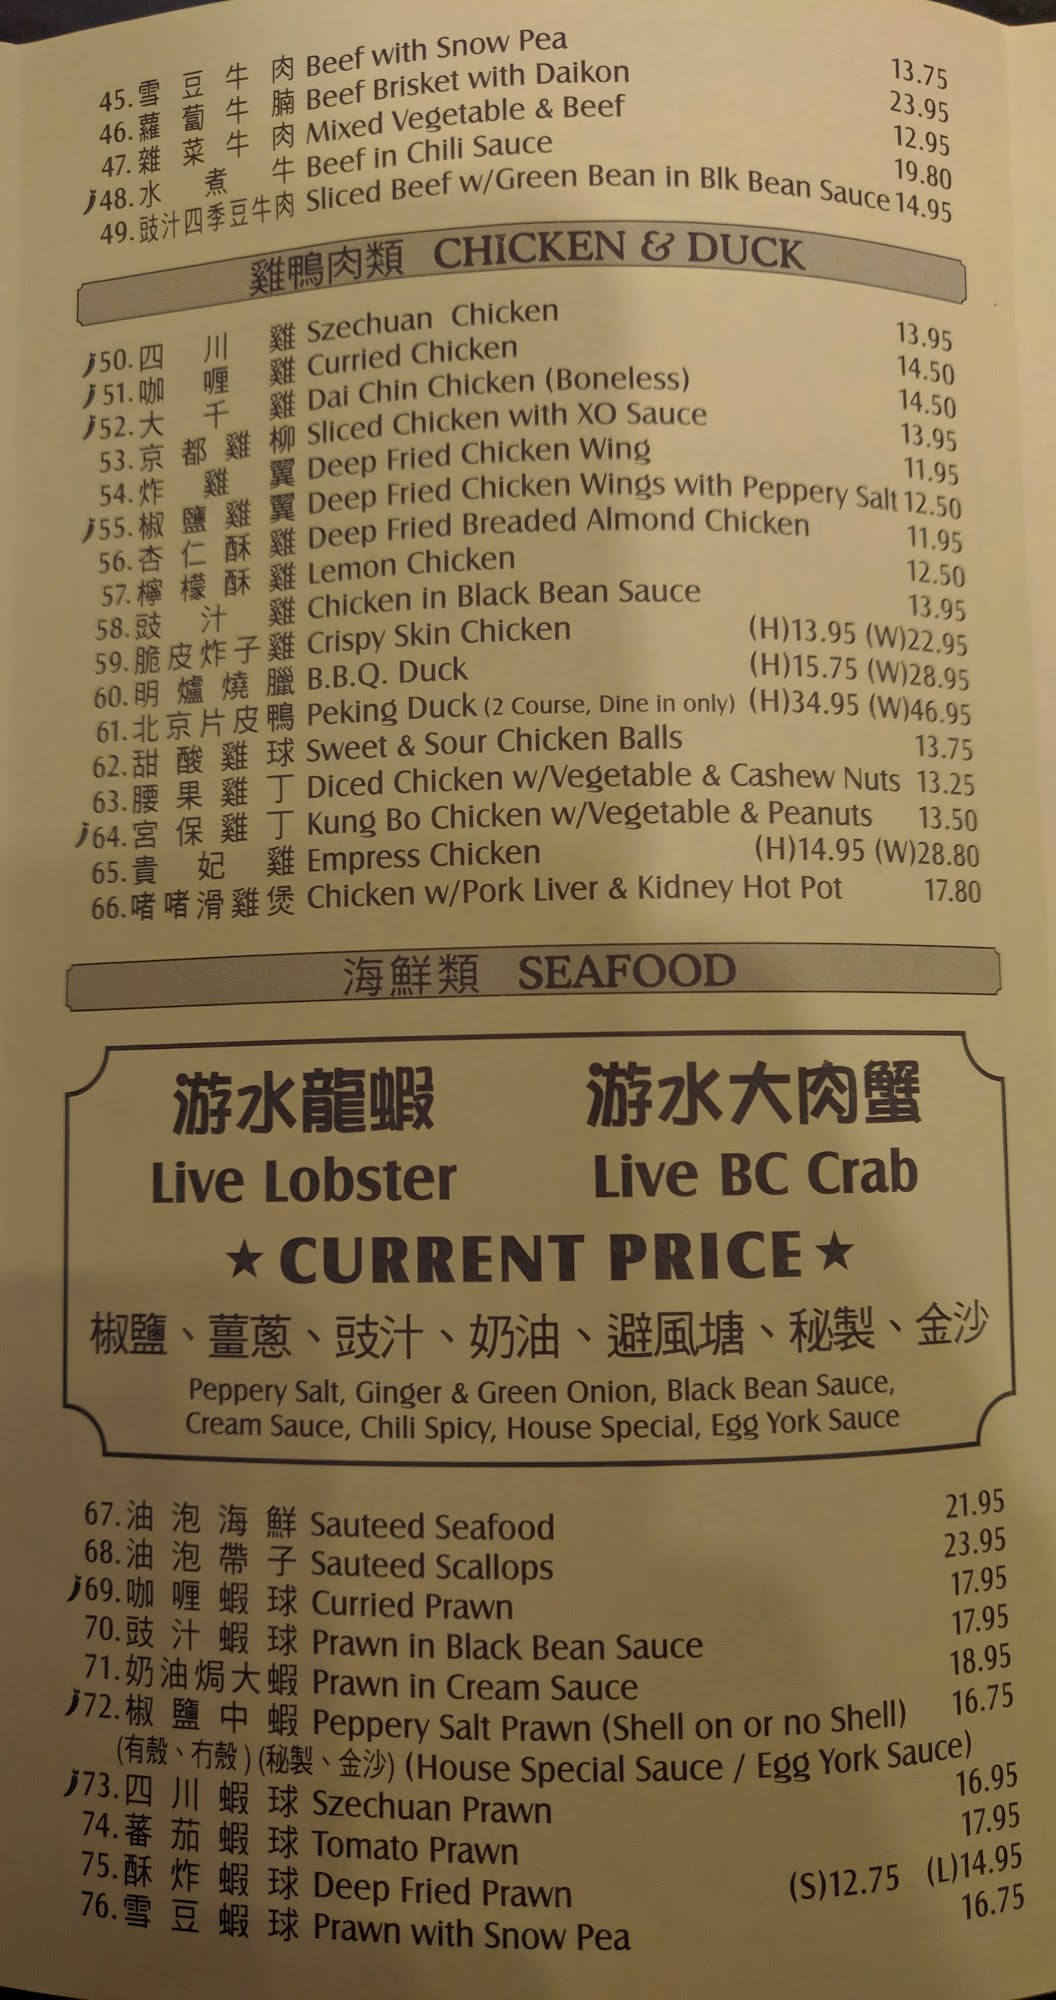 45. 雪豆牛肉 Beef with Snow Pea 13.75
46. 蘿蔔牛腩 Beef Brisket with Daikon 23.95
47. 雜菜牛肉 Mixed Vegetable & Beef 12.95
48. 水煮牛 Beef in Chili Sauce 19.80
49. 豉汁四季豆牛肉 Sliced Beef w/Green Bean in Blk Bean Sauce 14.95
雞鴨肉類 CHICKEN & DUCK
50. 四川雞 Szechuan Chicken 13.95
51. 咖喱雞 Curried Chicken 14.50
52. 大千雞 Dai Chin Chicken (Boneless) 14.50
53. 京都雞柳 Sliced Chicken with XO Sauce 13.95
54. 炸雞翼 Deep Fried Chicken Wing 11.95
55. 椒鹽雞翼 Deep Fried Chicken Wings with Peppery Salt 12.50
56. 杏仁酥雞 Deep Fried Breaded Almond Chicken 11.95
57. 檸檬酥雞 Lemon Chicken 12.50
58. 豉汁雞 Chicken in Black Bean Sauce 13.95
59. 脆皮炸子雞 Crispy Skin Chicken (H)13.95 (W)22.95
60. 明爐燒臘 B.B.Q. Duck (H)15.75 (W)28.95
61. 北京片皮鴨 Peking Duck (2 Course, Dine in only) (H)34.95 (W)46.95
62. 甜酸雞球 Sweet & Sour Chicken Balls 13.75
63. 腰果雞丁 Diced Chicken w/Vegetable & Cashew Nuts 13.25
64. 宮保雞丁 Kung Bo Chicken w/Vegetable & Peanuts 13.50
65. 貴妃雞 Empress Chicken (H)14.95 (W)28.80
66. 啫啫滑雞煲 Chicken w/Pork Liver & Kidney Hot Pot 17.80
海鮮類 SEAFOOD
游水龍蝦 游水大肉蟹
Live Lobster Live BC Crab
★ CURRENT PRICE ★
椒鹽、薑蔥、豉汁、奶油、避風塘、秘製、金沙
Peppery Salt, Ginger & Green Onion, Black Bean Sauce,
Cream Sauce, Chili Spicy, House Special, Egg York Sauce
67. 油泡海鮮 Sauteed Seafood 21.95
68. 油泡帶子 Sauteed Scallops 23.95
69. 咖喱蝦球 Curried Prawn 17.95
70. 豉汁蝦球 Prawn in Black Bean Sauce 17.95
71. 奶油焗大蝦 Prawn in Cream Sauce 18.95
72. 椒鹽中蝦 Peppery Salt Prawn (Shell on or no Shell) 16.75
(有殼、冇殼) (秘製、金沙) (House Special Sauce / Egg York Sauce)
73. 四川蝦球 Szechuan Prawn 16.95
74. 蕃茄蝦球 Tomato Prawn 17.95
75. 酥炸蝦球 Deep Fried Prawn (S)12.75 (L)14.95
76. 雪豆蝦球 Prawn with Snow Pea 16.75